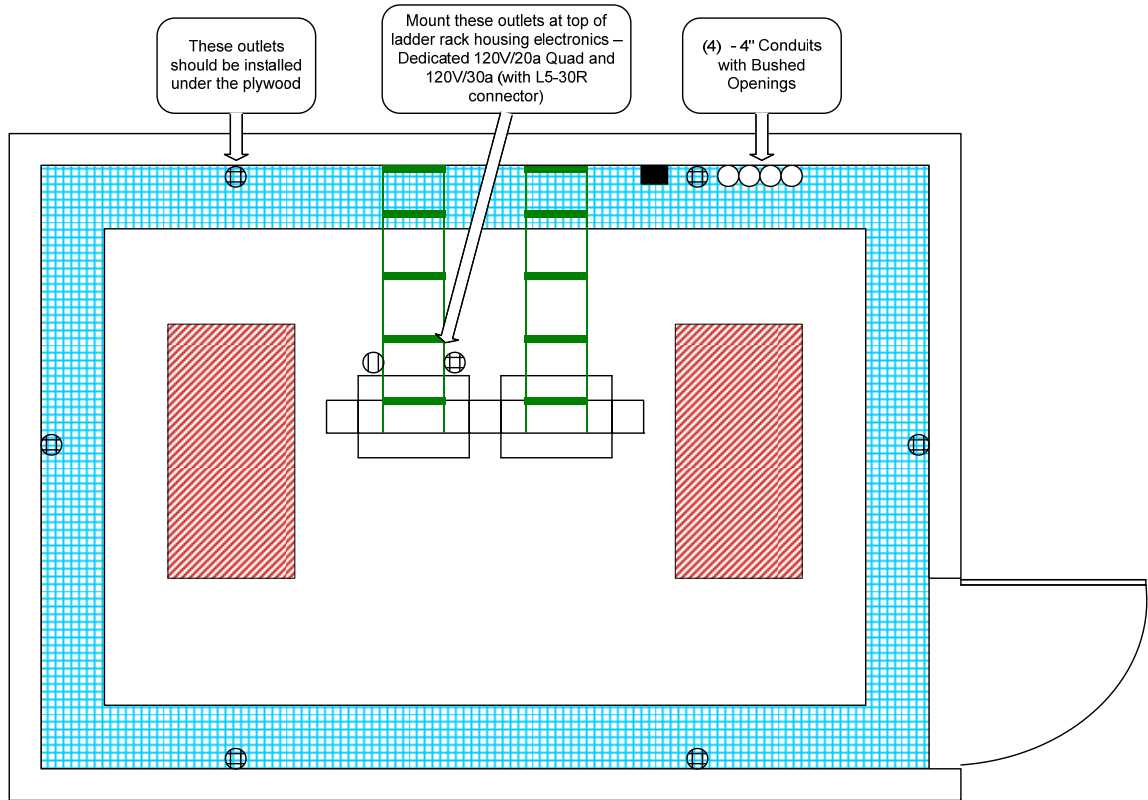 These outlets
should be installed
under the plywood
Mount these outlets at top of
ladder rack housing electronics –
Dedicated 120V/20a Quad and
120V/30a (with L5-30R
connector)
(4) - 4" Conduits
with Bushed
Openings